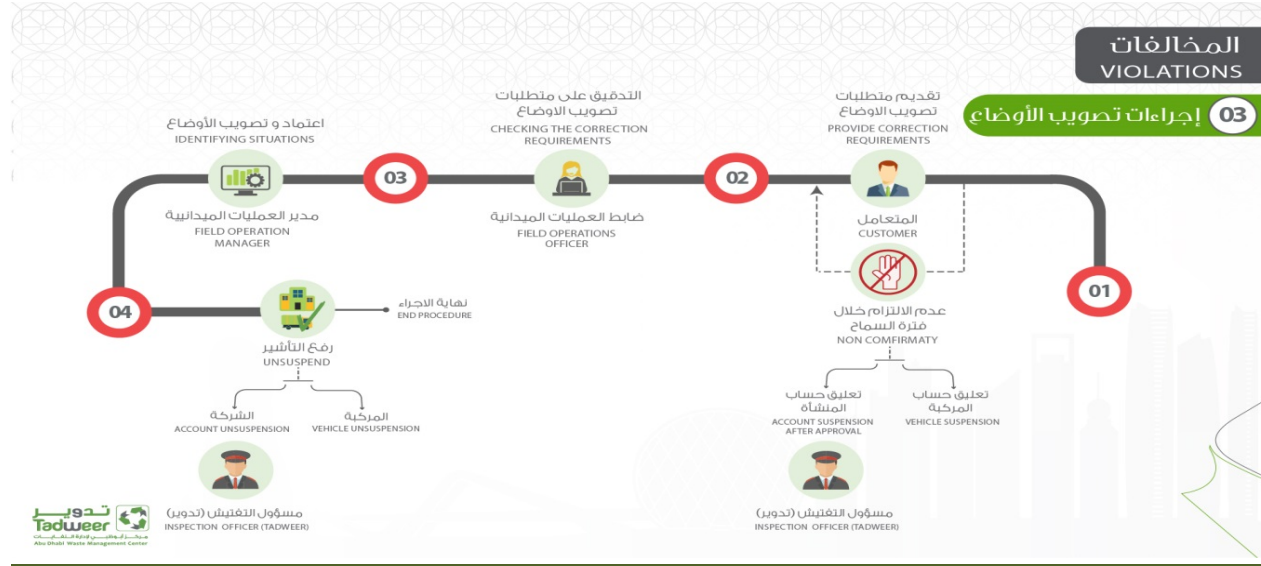 المخالفات
VIOLATIONS
03 إجراءات تصويب الأوضاع
01
تقديم متطلبات
تصويب الاوضاع
PROVIDE CORRECTION
REQUIREMENTS
المتعامل
CUSTOMER
عدم الالتزام خلال
فترة السماح
NON COMFIRMATY
تعليق حساب
المركبة
VEHICLE SUSPENSION
تعليق حساب
المنشأة
ACCOUNT SUSPENSION
AFTER APPROVAL
مسؤول التفتيش (تدوير)
INSPECTION OFFICER (TADWEER)
02
التدقيق على متطلبات
تصويب الاوضاع
CHECKING THE CORRECTION
REQUIREMENTS
ضابط العمليات الميدانية
FIELD OPERATIONS
OFFICER
03
اعتماد و تصويب الأوضاع
IDENTIFYING SITUATIONS
مدير العمليات الميدانيية
FIELD OPERATION
MANAGER
04
رفع التأشير
UNSUSPEND
نهاية الاجراء
END PROCEDURE
المركبة
VEHICLE UNSUSPENSION
الشركة
ACCOUNT UNSUSPENSION
مسؤول التفتيش (تدوير)
INSPECTION OFFICER (TADWEER)
تدوير
Tadweer
مركز أبوظبي لإدارة النفايات
Abu Dhabi Waste Management Center